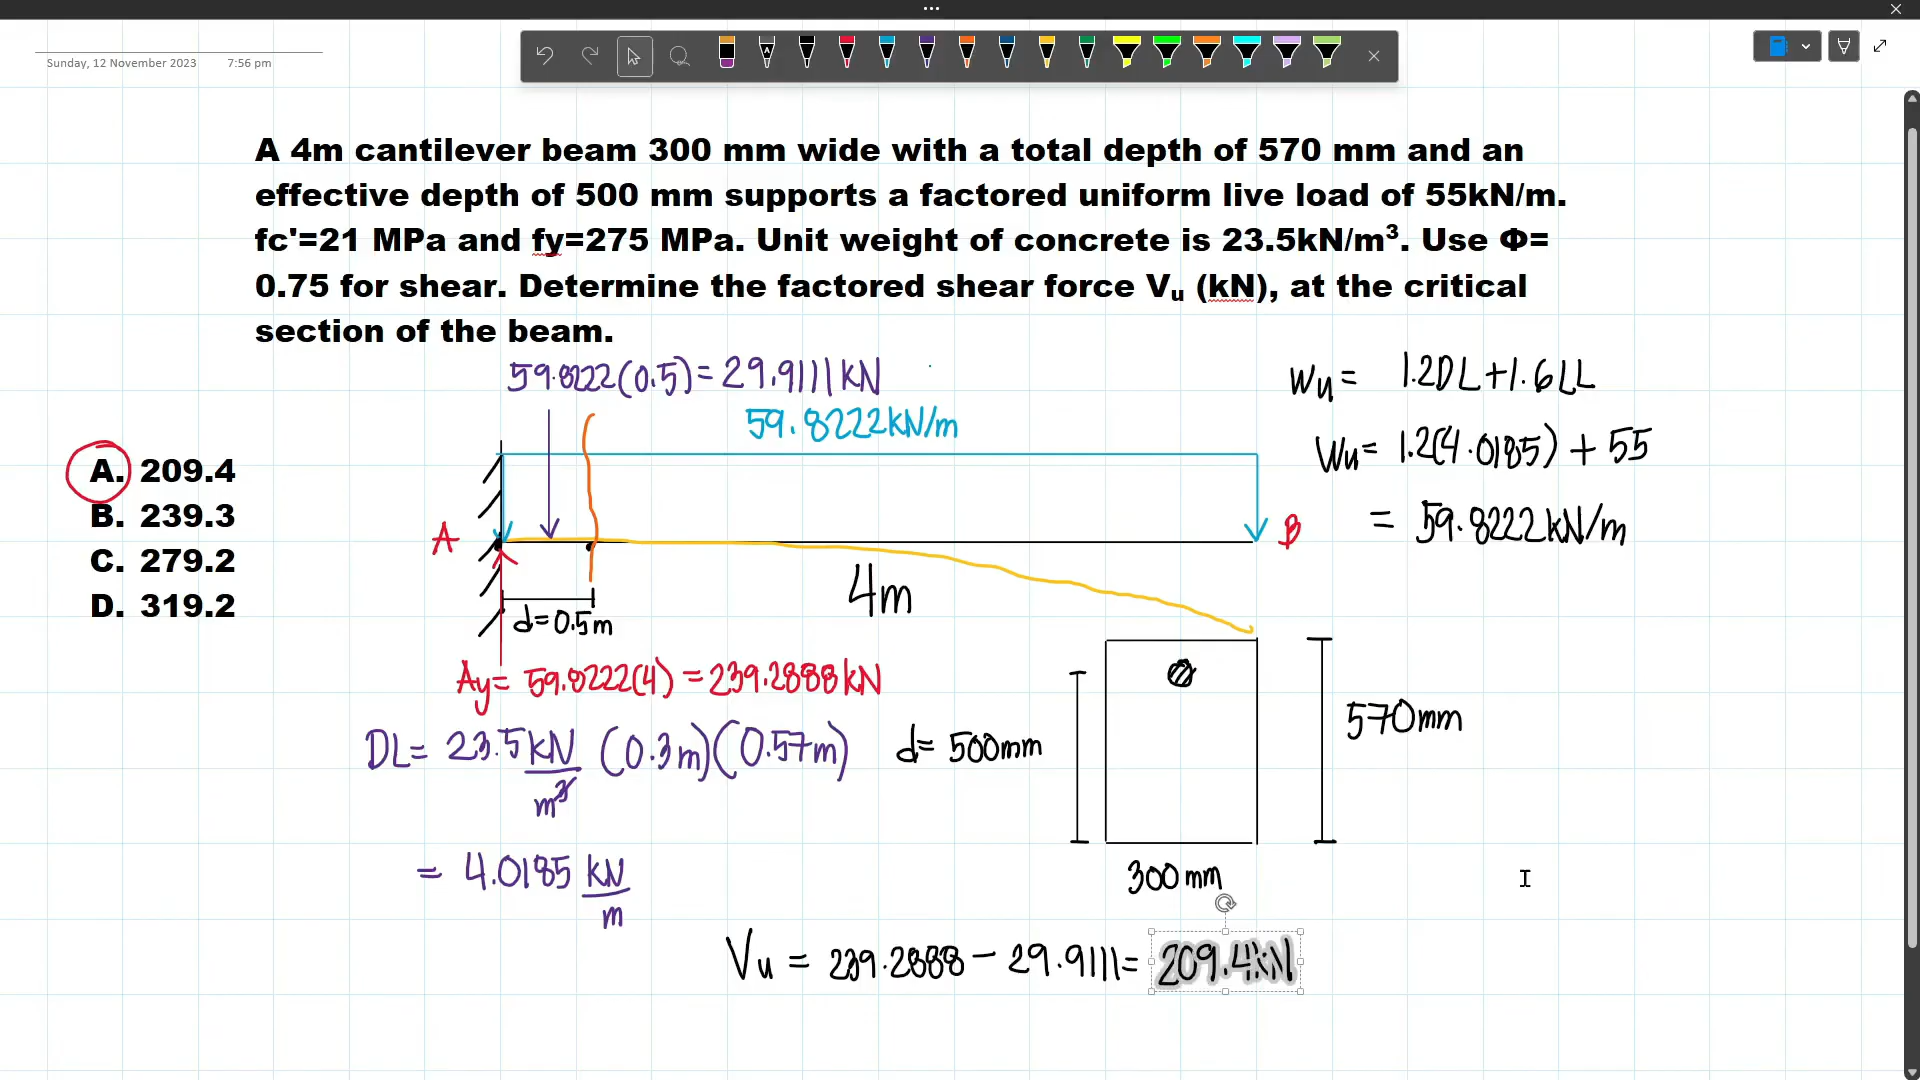 Sunday, 12 November 2023 7:56 pm
A 4m cantilever beam 300 mm wide with a total depth of 570 mm and an
effective depth of 500 mm supports a factored uniform live load of 55kN/m.
fc'=21 MPa and fy=275 MPa. Unit weight of concrete is 23.5kN/m³. Use Φ=
0.75 for shear. Determine the factored shear force Vᵤ (kN), at the critical
section of the beam.
59.8222(0.5) = 29.9111 kN
59.8222 kN/m
Wu = 1.2DL + 1.6LL
Wu = 1.2(4.0185) + 55
= 59.8222 kN/m
A. 209.4
B. 239.3
C. 279.2
D. 319.2
A
B
4m
d = 0.5m
Ay = 59.8222(4) = 239.2888 kN
DL = 23.5 kN/m³ (0.3m)(0.57m)
= 4.0185 kN/m
d = 500mm
570mm
300mm
Vu = 239.2888 - 29.9111 = 209.4kN